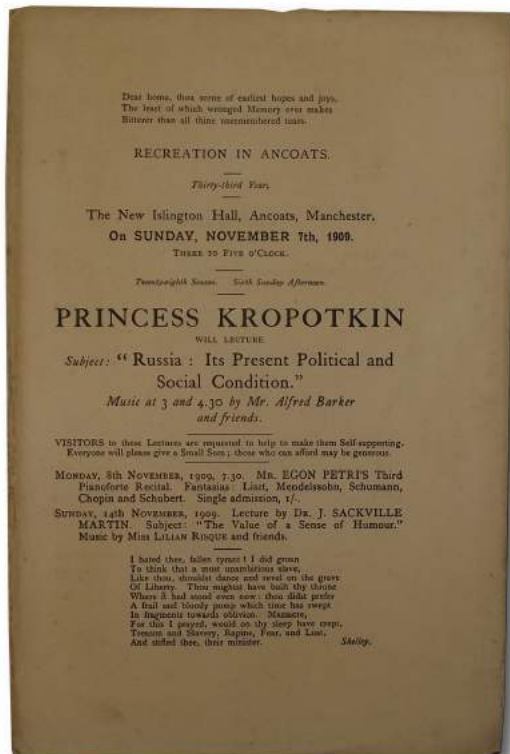 Dear home, thou scene of earliest hopes and joys,
The least of which wronged Memory ever makes
Bitterer than all thine unremembered tears.
RECREATION IN ANCOATS.
Thirty-third Year.
The New Islington Hall, Ancoats, Manchester.
On SUNDAY, NOVEMBER 7th, 1909.
THREE TO FIVE O'CLOCK.
Twenty-eighth Season. Sixth Sunday Afternoon.
PRINCESS KROPOTKIN
WILL LECTURE
Subject: "Russia: Its Present Political and
Social Condition."
Music at 3 and 4.30 by Mr. Alfred Barker
and friends.
VISITORS to these Lectures are requested to help to make them Self-supporting.
Everyone will please give a Small Sum; those who can afford may be generous.
MONDAY, 8th NOVEMBER, 1909, 7.30. MR. EGON PETRI'S Third
Pianoforte Recital. Fantasias: Liszt, Mendelssohn, Schumann,
Chopin and Schubert. Single admission, 1/-.
SUNDAY, 14th NOVEMBER, 1909. Lecture by DR. J. SACKVILLE
MARTIN. Subject: "The Value of a Sense of Humour."
Music by Miss LILIAN RISQUE and friends.
I hated thee, fallen tyrant! I did groan
To think that a most unambitious slave,
Like thou, shouldst dance and revel on the grave
Of Liberty. Thou mightst have built thy throne
Where it had stood even now: thou didst prefer
A frail and bloody pomp which time has swept
In fragments towards oblivion. Massacre,
For this I prayed, would on thy sleep have crept,
Treason and Slavery, Rapine, Fear, and Lust,
And stifled thee, their minister. Shelley.